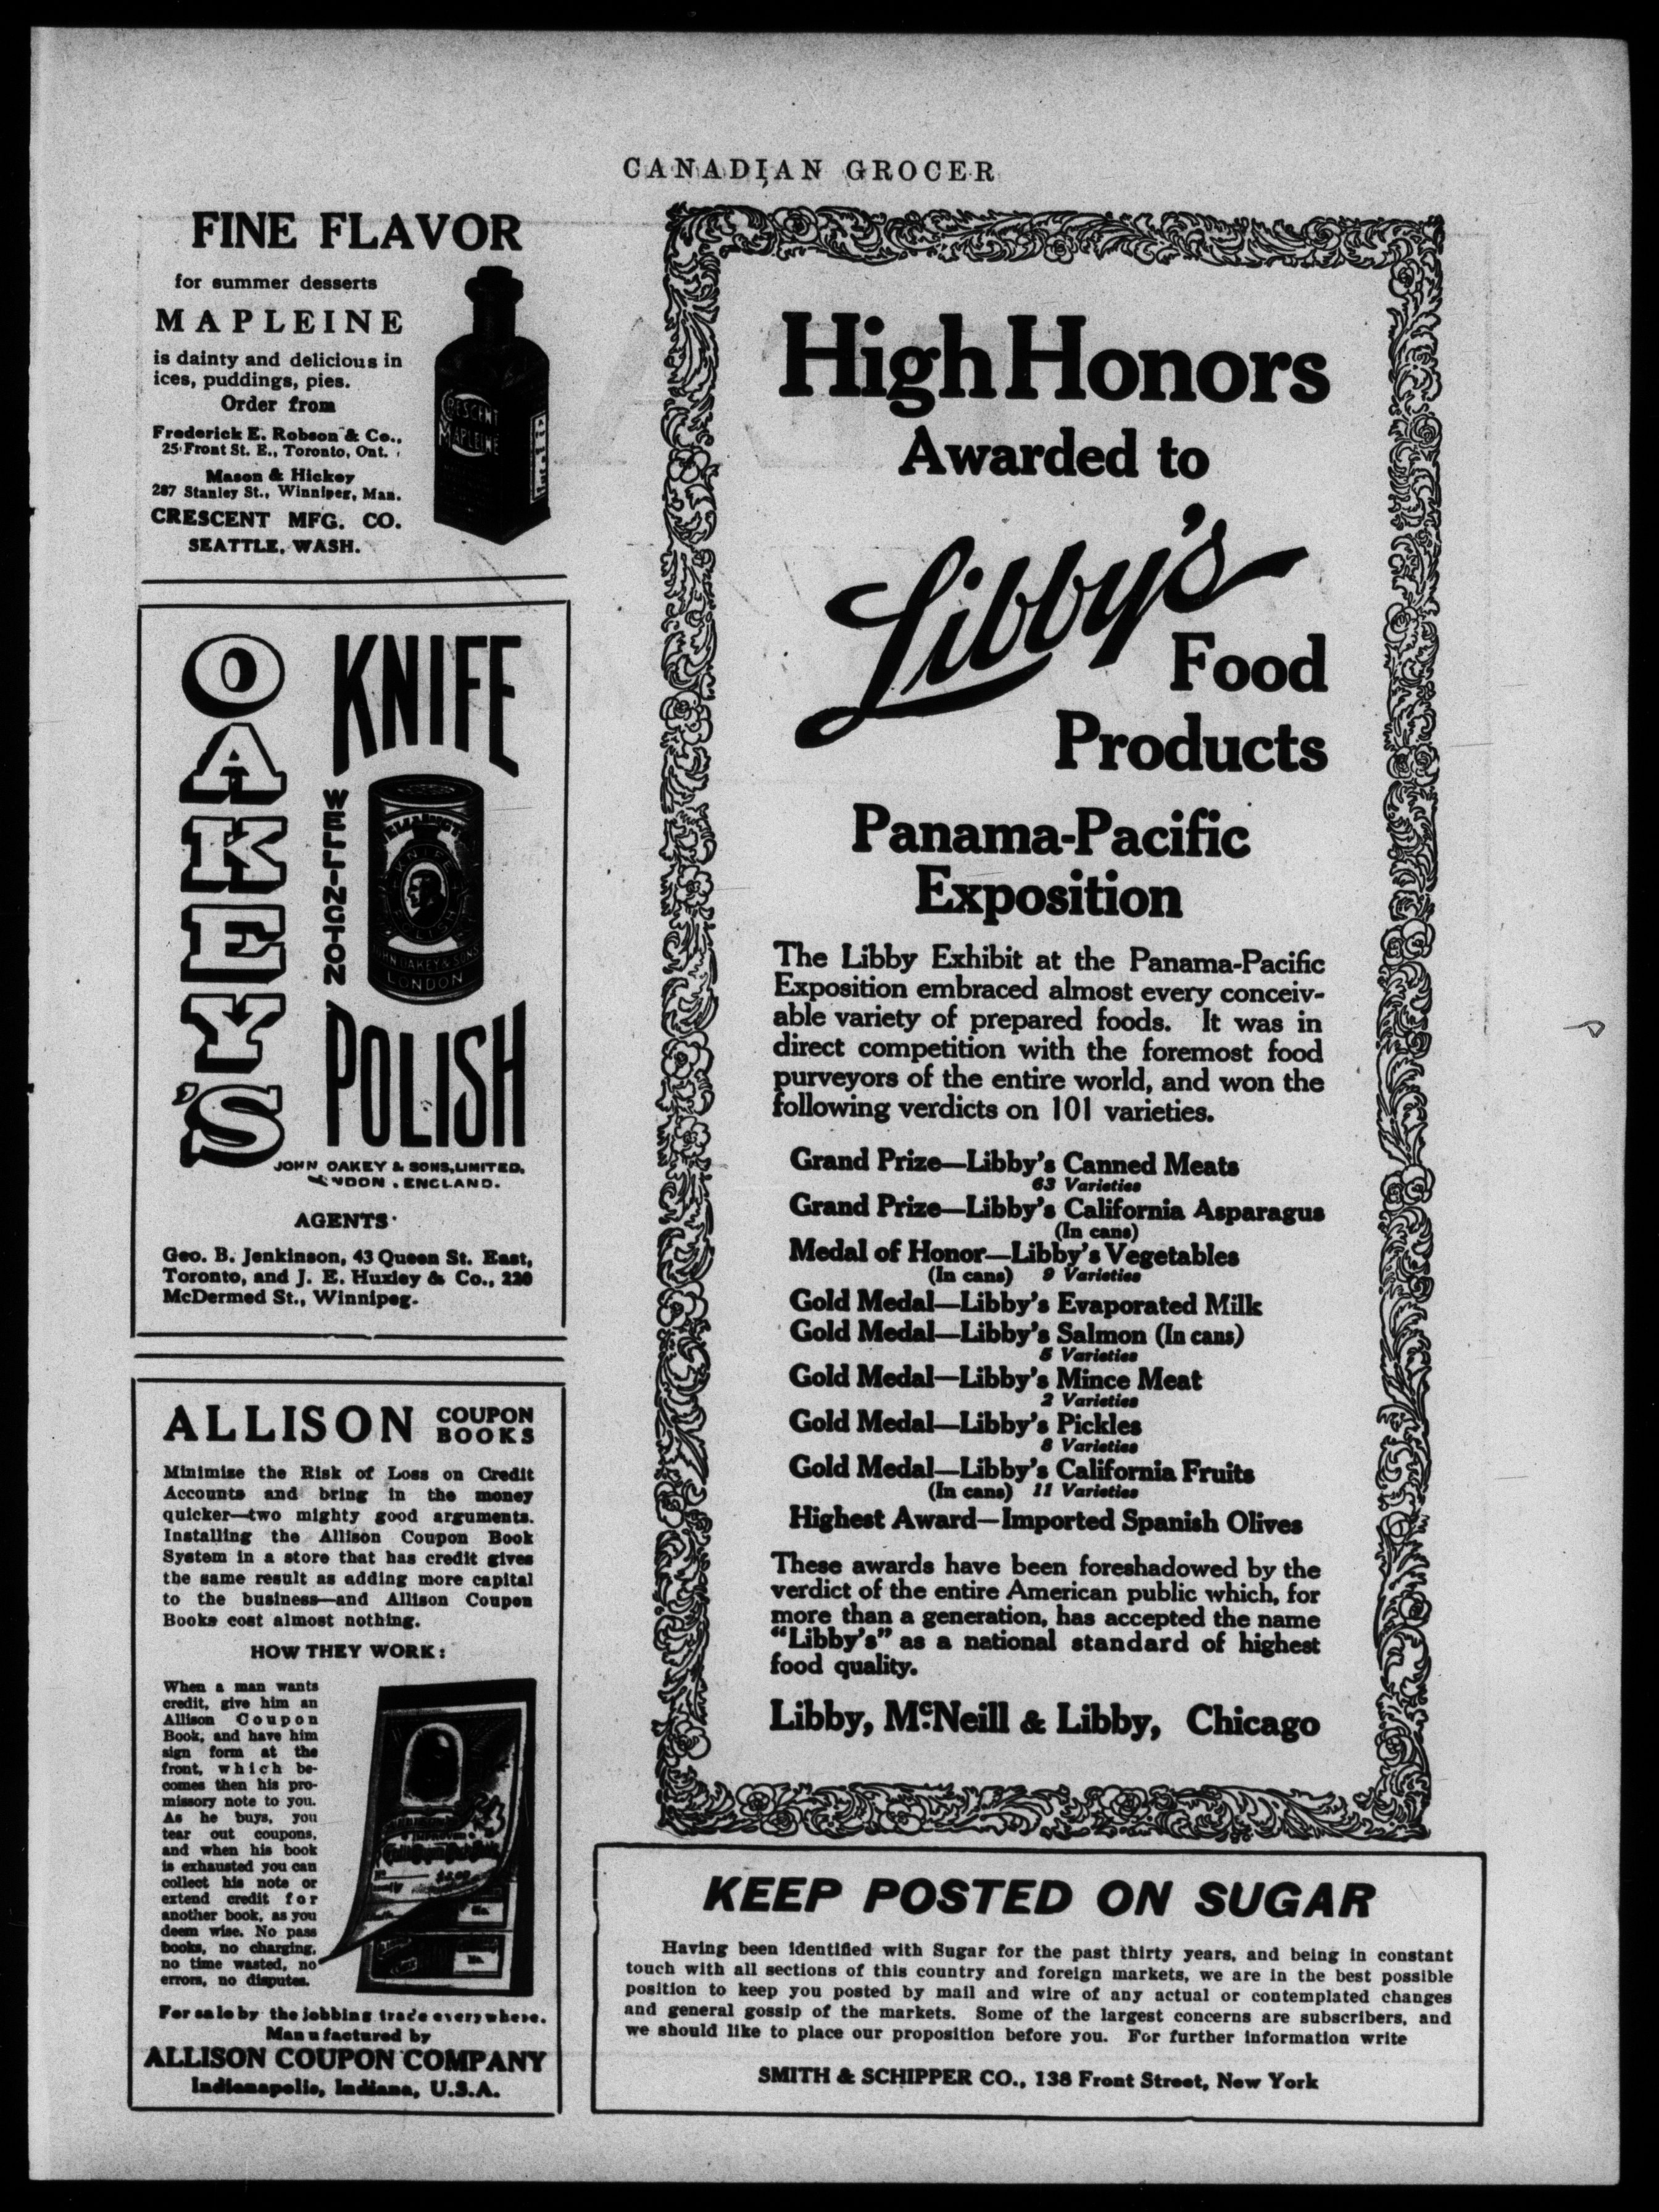 CANADIAN GROCER
FINE FLAVOR
for summer desserts
MAPLEINE
is dainty and delicious in
ices, puddings, pies.
Order from
Frederick E. Robson & Co.,
25 Front St. E., Toronto, Ont.
Mason & Hickey
287 Stanley St., Winnipeg, Man.
CRESCENT MFG. CO.
SEATTLE, WASH.
CRESCENT
MAPLEINE
OAKEY'S
KNIFE
WELLINGTON
KNIFE
POLISH
JOHN OAKEY & SONS
LONDON
POLISH
JOHN OAKEY & SONS, LIMITED,
LONDON, ENGLAND.
AGENTS
Geo. B. Jenkinson, 43 Queen St. East,
Toronto, and J. E. Huxley & Co., 220
McDermed St., Winnipeg.
ALLISON COUPON
BOOKS
Minimize the Risk of Loss on Credit
Accounts and bring in the money
quicker—two mighty good arguments.
Installing the Allison Coupon Book
System in a store that has credit gives
the same result as adding more capital
to the business—and Allison Coupon
Books cost almost nothing.
HOW THEY WORK:
When a man wants
credit, give him an
Allison Coupon
Book, and have him
sign form at the
front, which be-
comes then his pro-
missory note to you.
As he buys, you
tear out coupons,
and when his book
is exhausted you can
collect his note or
extend credit for
another book, as you
deem wise. No pass
books, no charging,
no time wasted, no
errors, no disputes.
For sale by the jobbing trade everywhere.
Manufactured by
ALLISON COUPON COMPANY
Indianapolis, Indiana, U.S.A.
High Honors
Awarded to
Libby's
Food
Products
Panama-Pacific
Exposition
The Libby Exhibit at the Panama-Pacific
Exposition embraced almost every conceiv-
able variety of prepared foods. It was in
direct competition with the foremost food
purveyors of the entire world, and won the
following verdicts on 101 varieties.
Grand Prize—Libby's Canned Meats
63 Varieties
Grand Prize—Libby's California Asparagus
(In cans)
Medal of Honor—Libby's Vegetables
(In cans) 9 Varieties
Gold Medal—Libby's Evaporated Milk
Gold Medal—Libby's Salmon (In cans)
5 Varieties
Gold Medal—Libby's Mince Meat
2 Varieties
Gold Medal—Libby's Pickles
8 Varieties
Gold Medal—Libby's California Fruits
(In cans) 11 Varieties
Highest Award—Imported Spanish Olives
These awards have been foreshadowed by the
verdict of the entire American public which, for
more than a generation, has accepted the name
"Libby's" as a national standard of highest
food quality.
Libby, McNeill & Libby, Chicago
KEEP POSTED ON SUGAR
Having been identified with Sugar for the past thirty years, and being in constant
touch with all sections of this country and foreign markets, we are in the best possible
position to keep you posted by mail and wire of any actual or contemplated changes
and general gossip of the markets. Some of the largest concerns are subscribers, and
we should like to place our proposition before you. For further information write
SMITH & SCHIPPER CO., 138 Front Street, New York